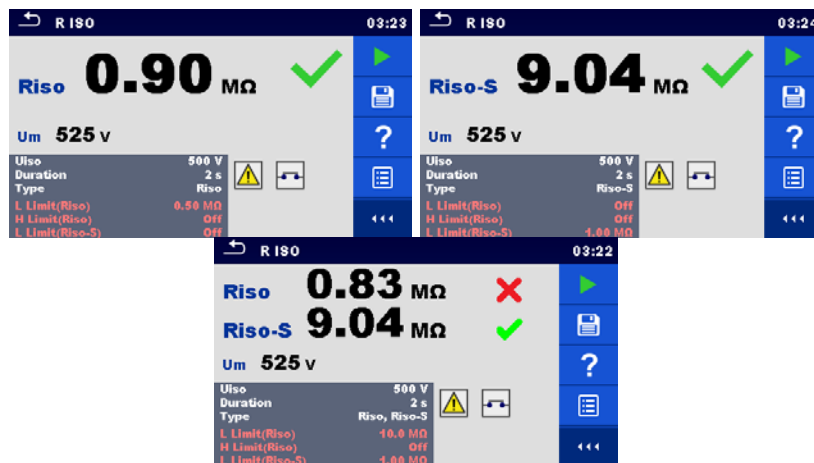 R ISO 03:23
Riso 0.90 MΩ
Um 525 V
?
Uiso 500 V
Duration 2 s
Type Riso
L Limit(Riso) 0.50 MΩ
H Limit(Riso) Off
L Limit(Riso-S) Off
R ISO 03:24
Riso-S 9.04 MΩ
Um 525 V
?
Uiso 500 V
Duration 2 s
Type Riso-S
L Limit(Riso) Off
H Limit(Riso) Off
L Limit(Riso-S) 1.00 MΩ
R ISO 03:22
Riso 0.83 MΩ
Riso-S 9.04 MΩ
Um 525 V
?
Uiso 500 V
Duration 2 s
Type Riso, Riso-S
L Limit(Riso) 10.0 MΩ
H Limit(Riso) Off
L Limit(Riso-S) 1.00 MΩ